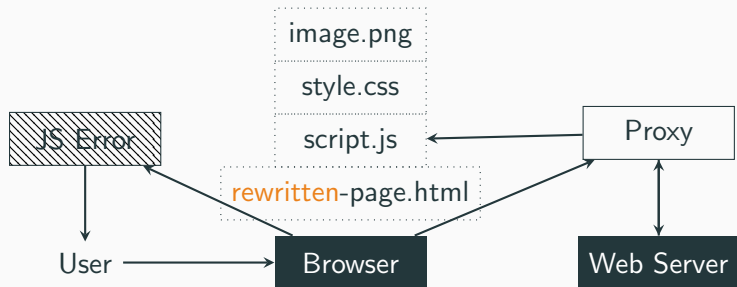 image.png
style.css
JS Error
script.js
Proxy
rewritten-page.html
User
Browser
Web Server